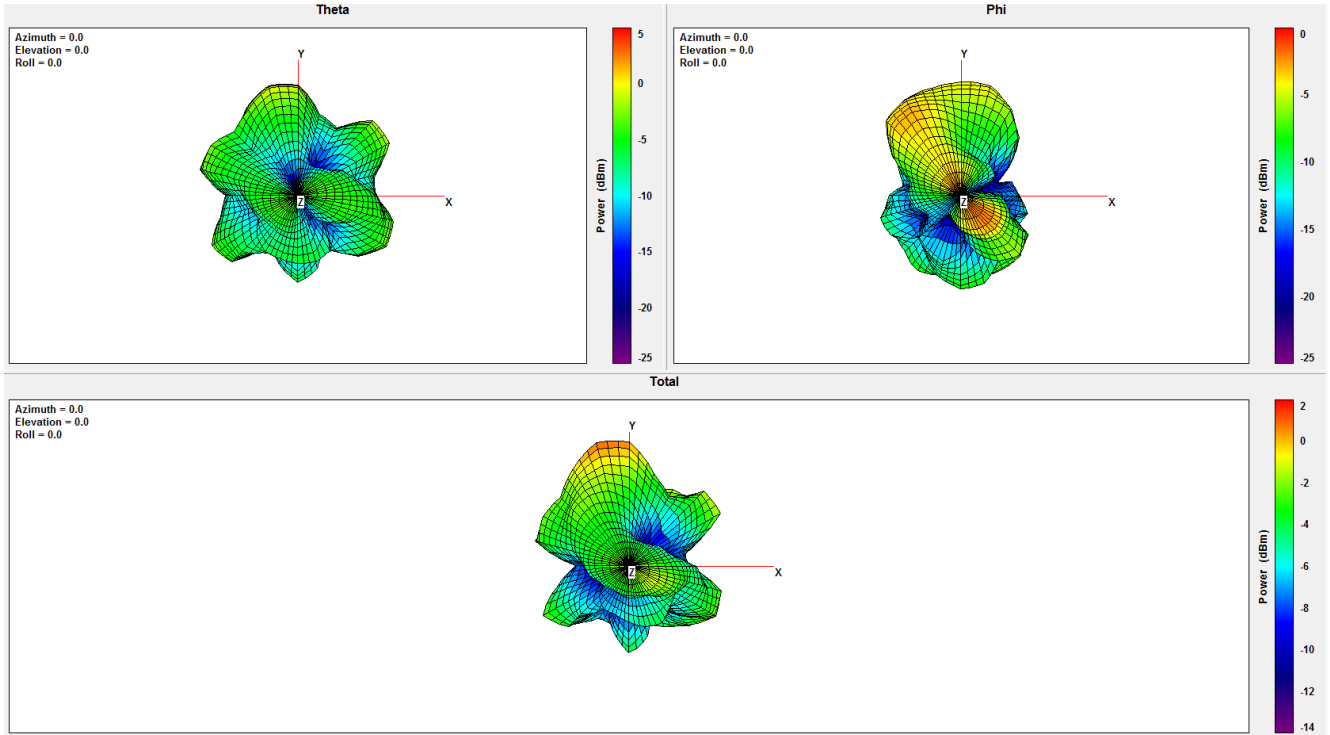 Theta
Azimuth = 0.0
Elevation = 0.0
Roll = 0.0
Y
X
Z
5
0
-5
-10
-15
-20
-25
Power (dBm)
Phi
Azimuth = 0.0
Elevation = 0.0
Roll = 0.0
Y
X
Z
0
-5
-10
-15
-20
-25
Power (dBm)
Total
Azimuth = 0.0
Elevation = 0.0
Roll = 0.0
Y
X
Z
2
0
-2
-4
-6
-8
-10
-12
-14
Power (dBm)